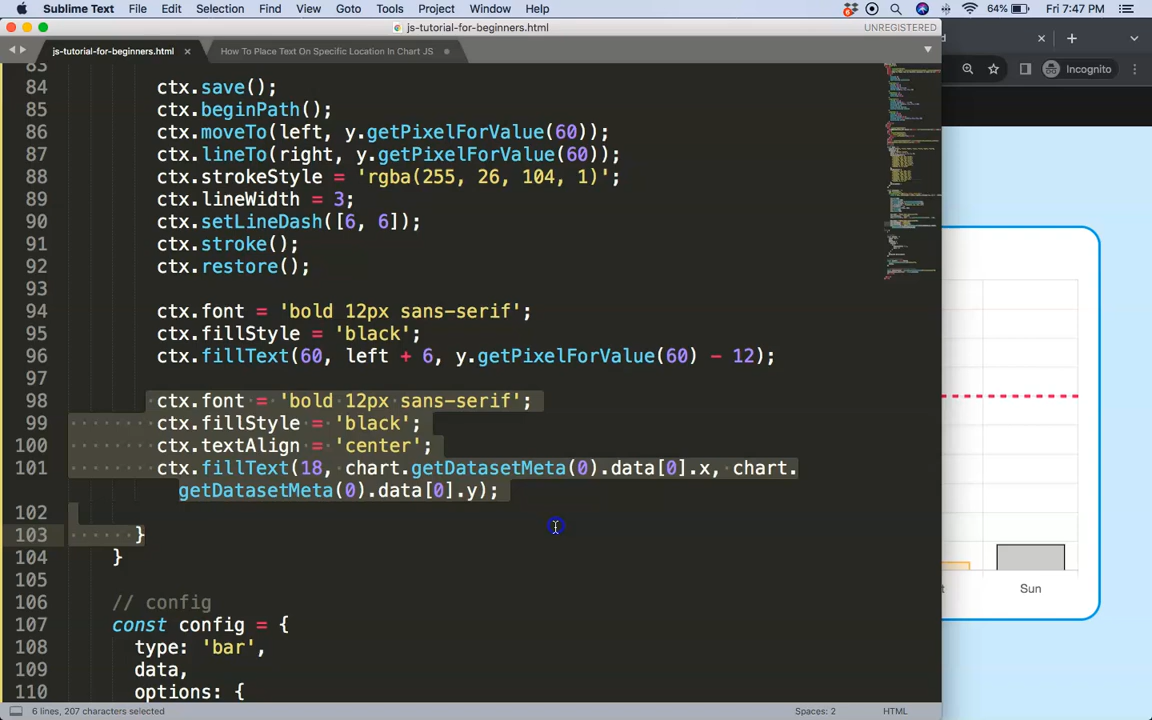 Sublime Text File Edit Selection Find View Goto Tools Project Window Help 64% Fri 7:47 PM
js-tutorial-for-beginners.html UNREGISTERED
js-tutorial-for-beginners.html × How To Place Text On Specific Location In Chart JS
Incognito
83
84 ctx.save();
85 ctx.beginPath();
86 ctx.moveTo(left, y.getPixelForValue(60));
87 ctx.lineTo(right, y.getPixelForValue(60));
88 ctx.strokeStyle = 'rgba(255, 26, 104, 1)';
89 ctx.lineWidth = 3;
90 ctx.setLineDash([6, 6]);
91 ctx.stroke();
92 ctx.restore();
93
94 ctx.font = 'bold 12px sans-serif';
95 ctx.fillStyle = 'black';
96 ctx.fillText(60, left + 6, y.getPixelForValue(60) - 12);
97
98 ctx.font = 'bold 12px sans-serif';
99 ctx.fillStyle = 'black';
100 ctx.textAlign = 'center';
101 ctx.fillText(18, chart.getDatasetMeta(0).data[0].x, chart.
getDatasetMeta(0).data[0].y);
102
103 }
104 }
105
106 // config
107 const config = {
108 type: 'bar',
109 data,
110 options: {
Sun
6 lines, 207 characters selected Spaces: 2 HTML